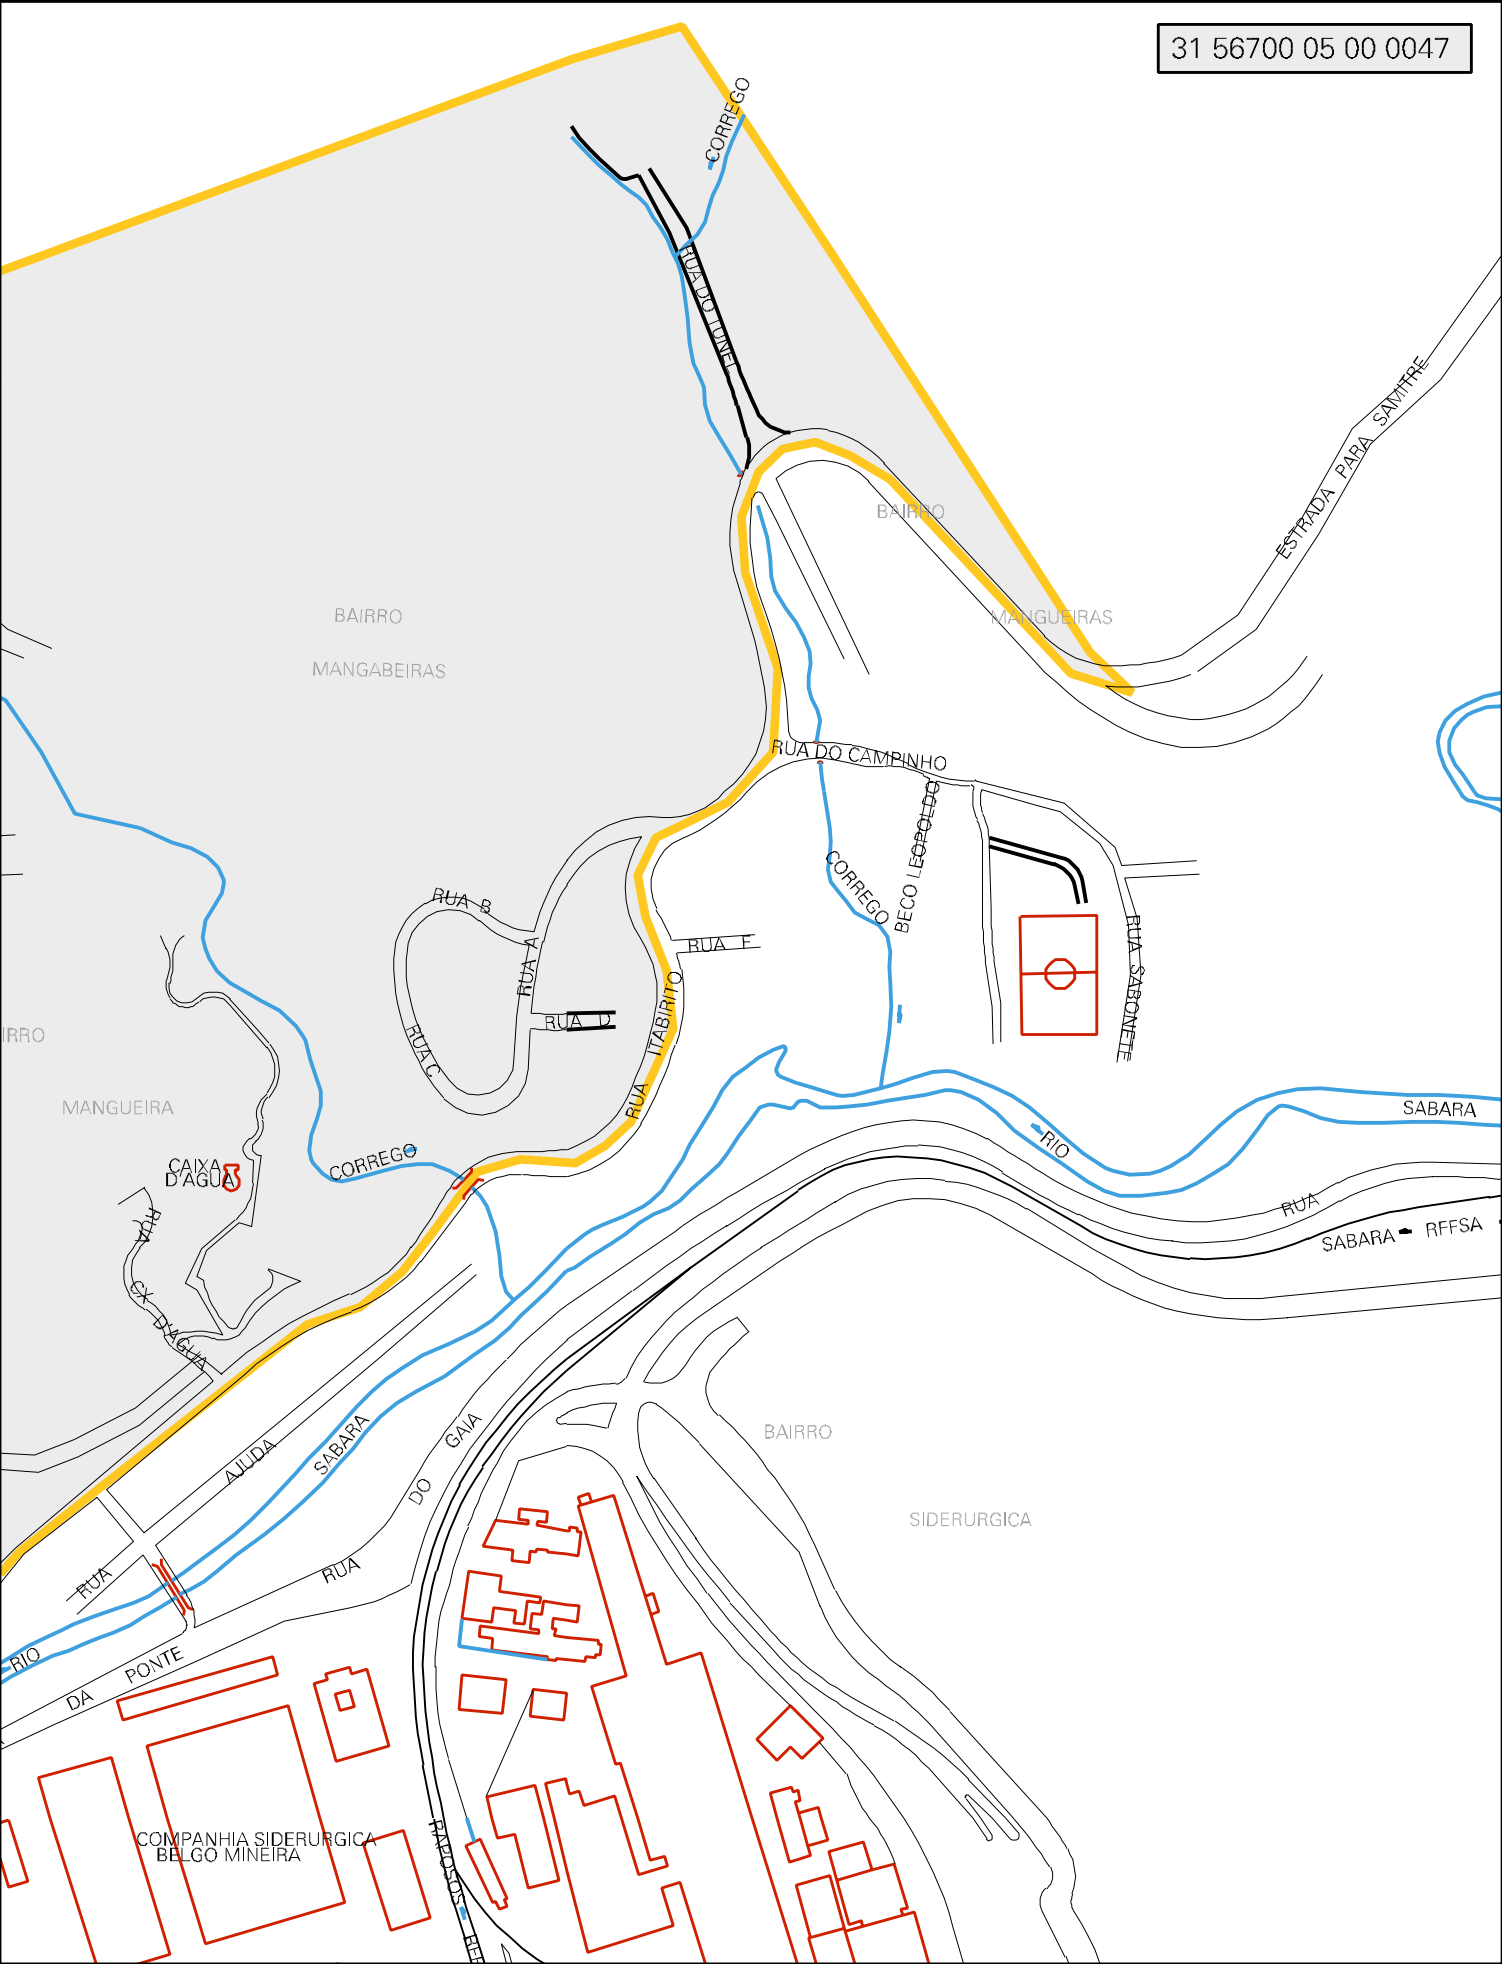 31 56700 05 00 0047
CORREGO
RUA DO TUNEL
ESTRADA PARA SAMITRE
BAIRRO
MANGUEIRAS
BAIRRO
MANGABEIRAS
RUA DO CAMPINHO
BECO LEOPOLDO
CORREGO
RUA B
RUA A
RUA F
RUA SABONETE
RUA D
RUA C
RUA ITABIRITO
IRRO
MANGUEIRA
SABARA
RIO
CORREGO
CAIXA
D'AGUA
RUA
CX D'AGUA
RUA
SABARA RFFSA
BAIRRO
SIDERURGICA
GAIA
DO
RUA
SABARA
AJUDA
RUA
RIO
DA PONTE
COMPANHIA SIDERURGICA
BELGO MINEIRA
RAPOSOS